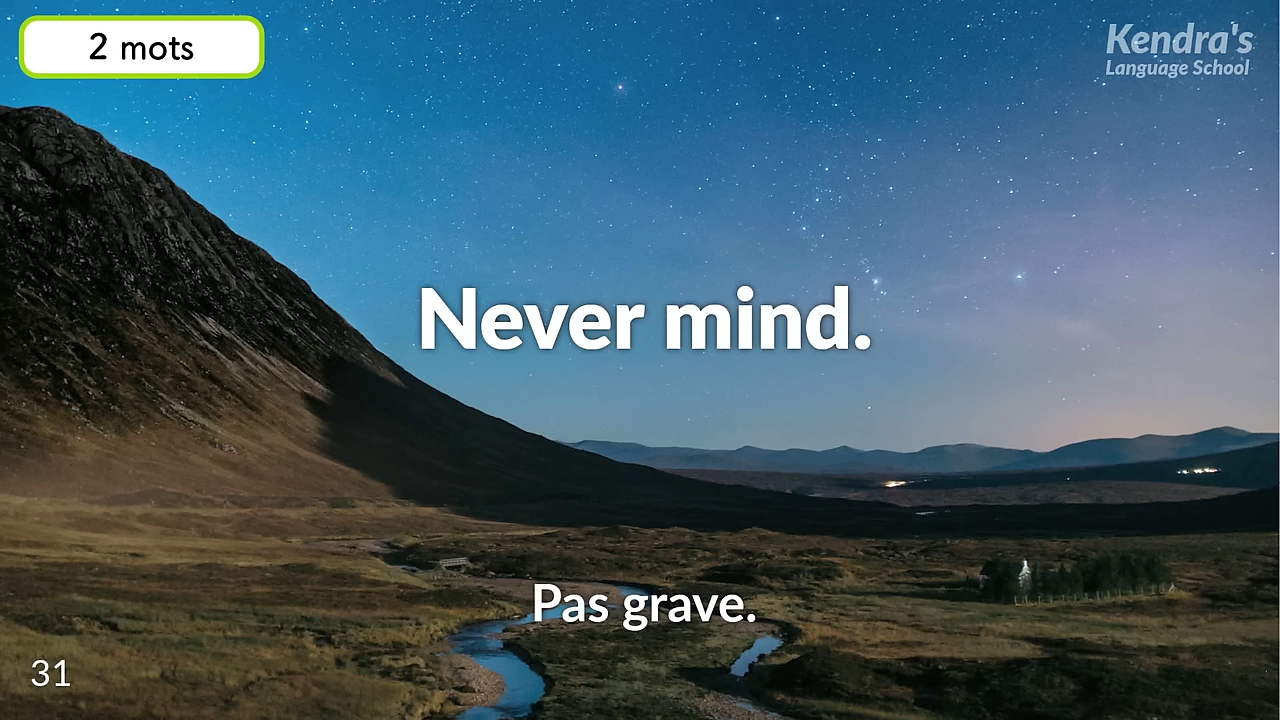 2 mots
Kendra's
Language School
Never mind.
Pas grave.
31